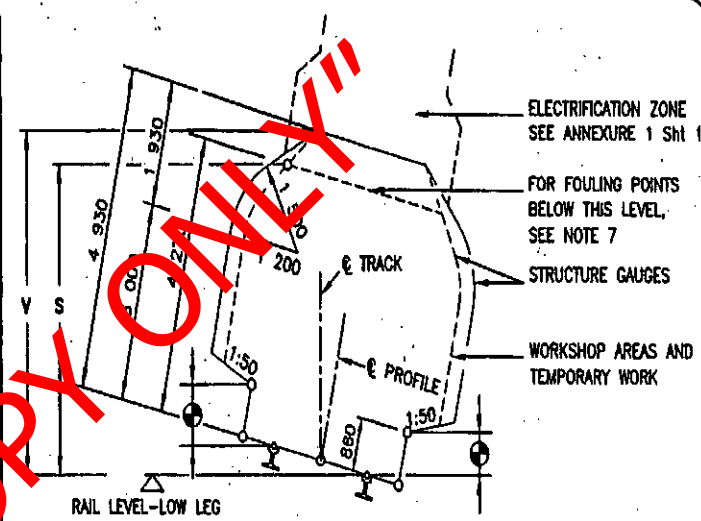 ELECTRIFICATION ZONE
SEE ANNEXURE 1 Sht 1
FOR FOULING POINTS
BELOW THIS LEVEL,
SEE NOTE 7
STRUCTURE GAUGES
WORKSHOP AREAS AND
TEMPORARY WORK
4 930
1 930
V
S
200
℄ TRACK
℄ PROFILE
1:50
1:50
860
RAIL LEVEL-LOW LEG
PY ONLY"